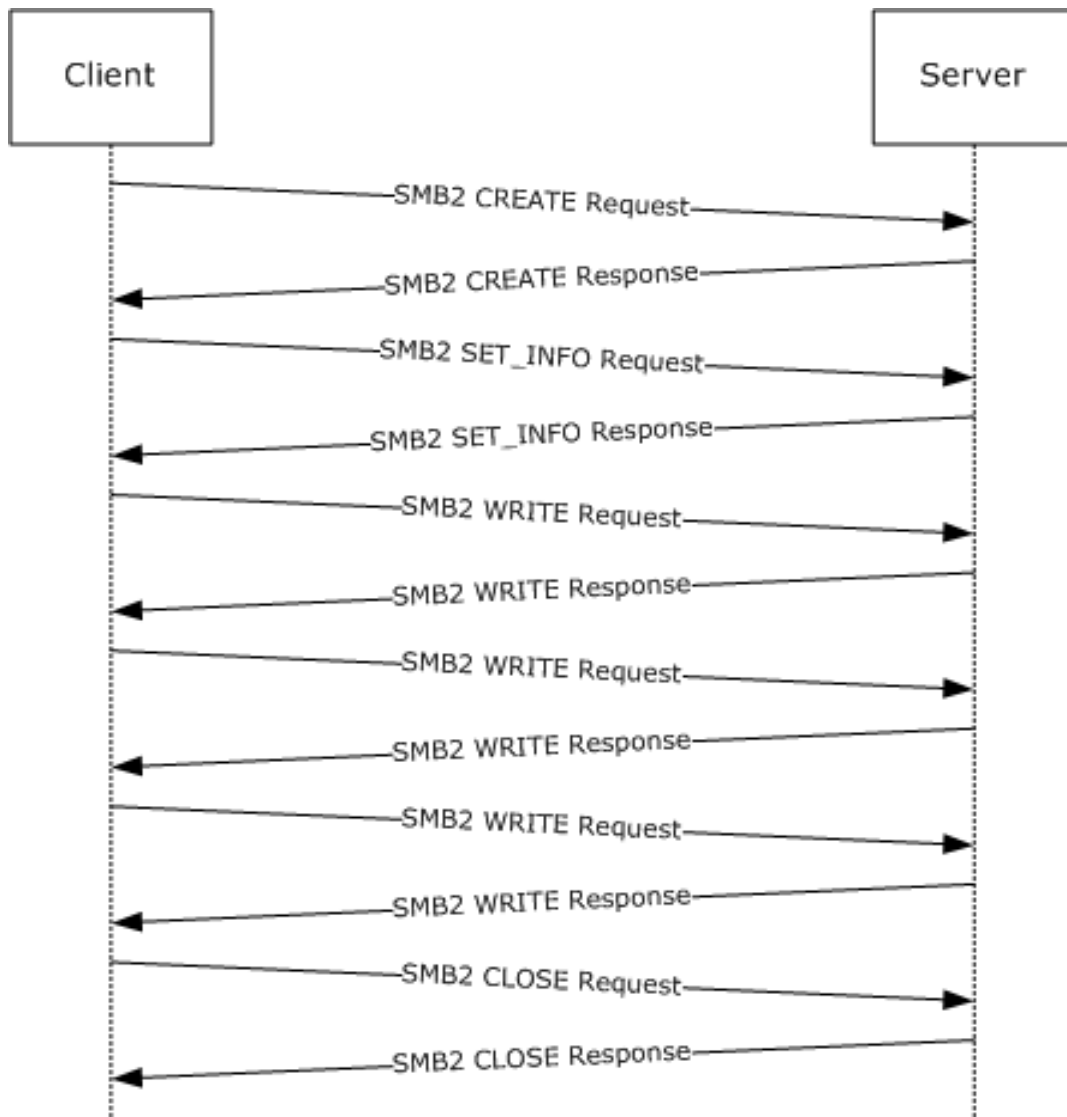 Client
Server
SMB2 CREATE Request
SMB2 CREATE Response
SMB2 SET_INFO Request
SMB2 SET_INFO Response
SMB2 WRITE Request
SMB2 WRITE Response
SMB2 WRITE Request
SMB2 WRITE Response
SMB2 WRITE Request
SMB2 WRITE Response
SMB2 CLOSE Request
SMB2 CLOSE Response